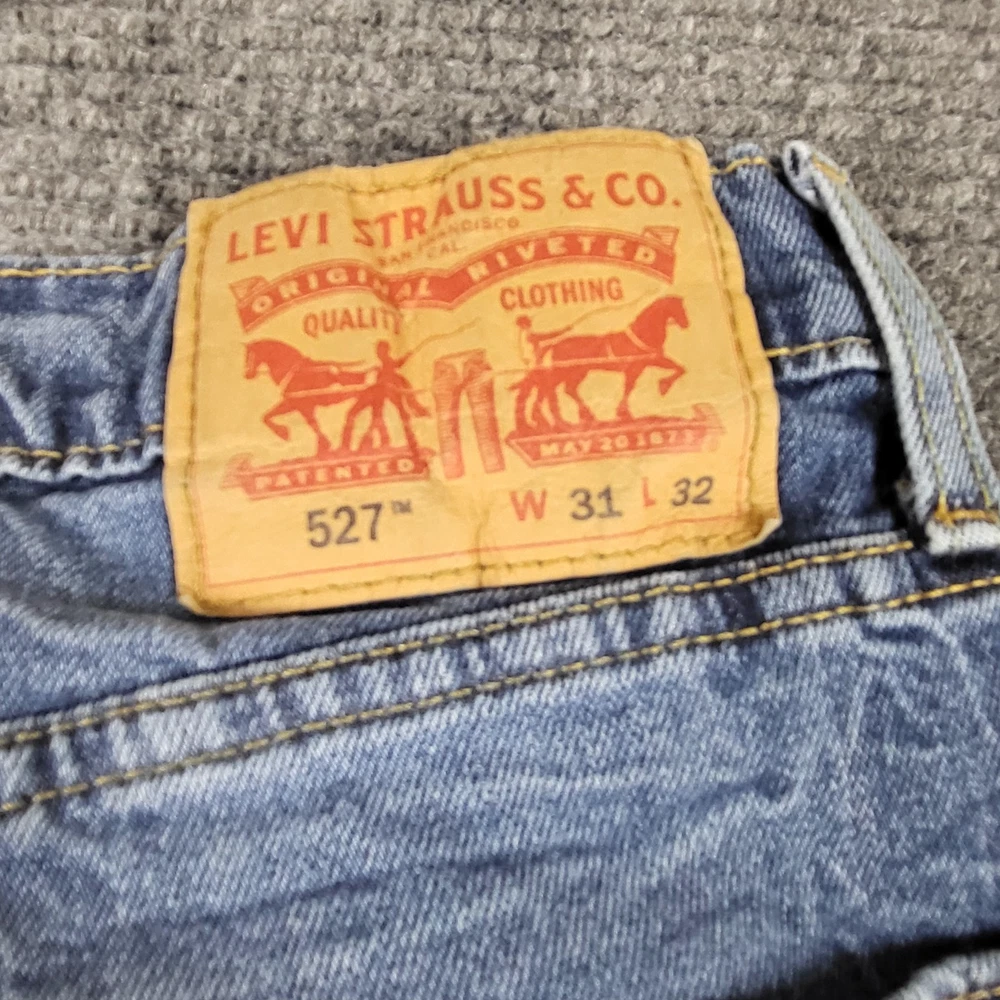 LEVI STRAUSS & CO.
SAN FRANCISCO
CAL.
ORIGINAL RIVETED
QUALITY CLOTHING
PATENTED MAY 20 1873
527™ W 31 L 32